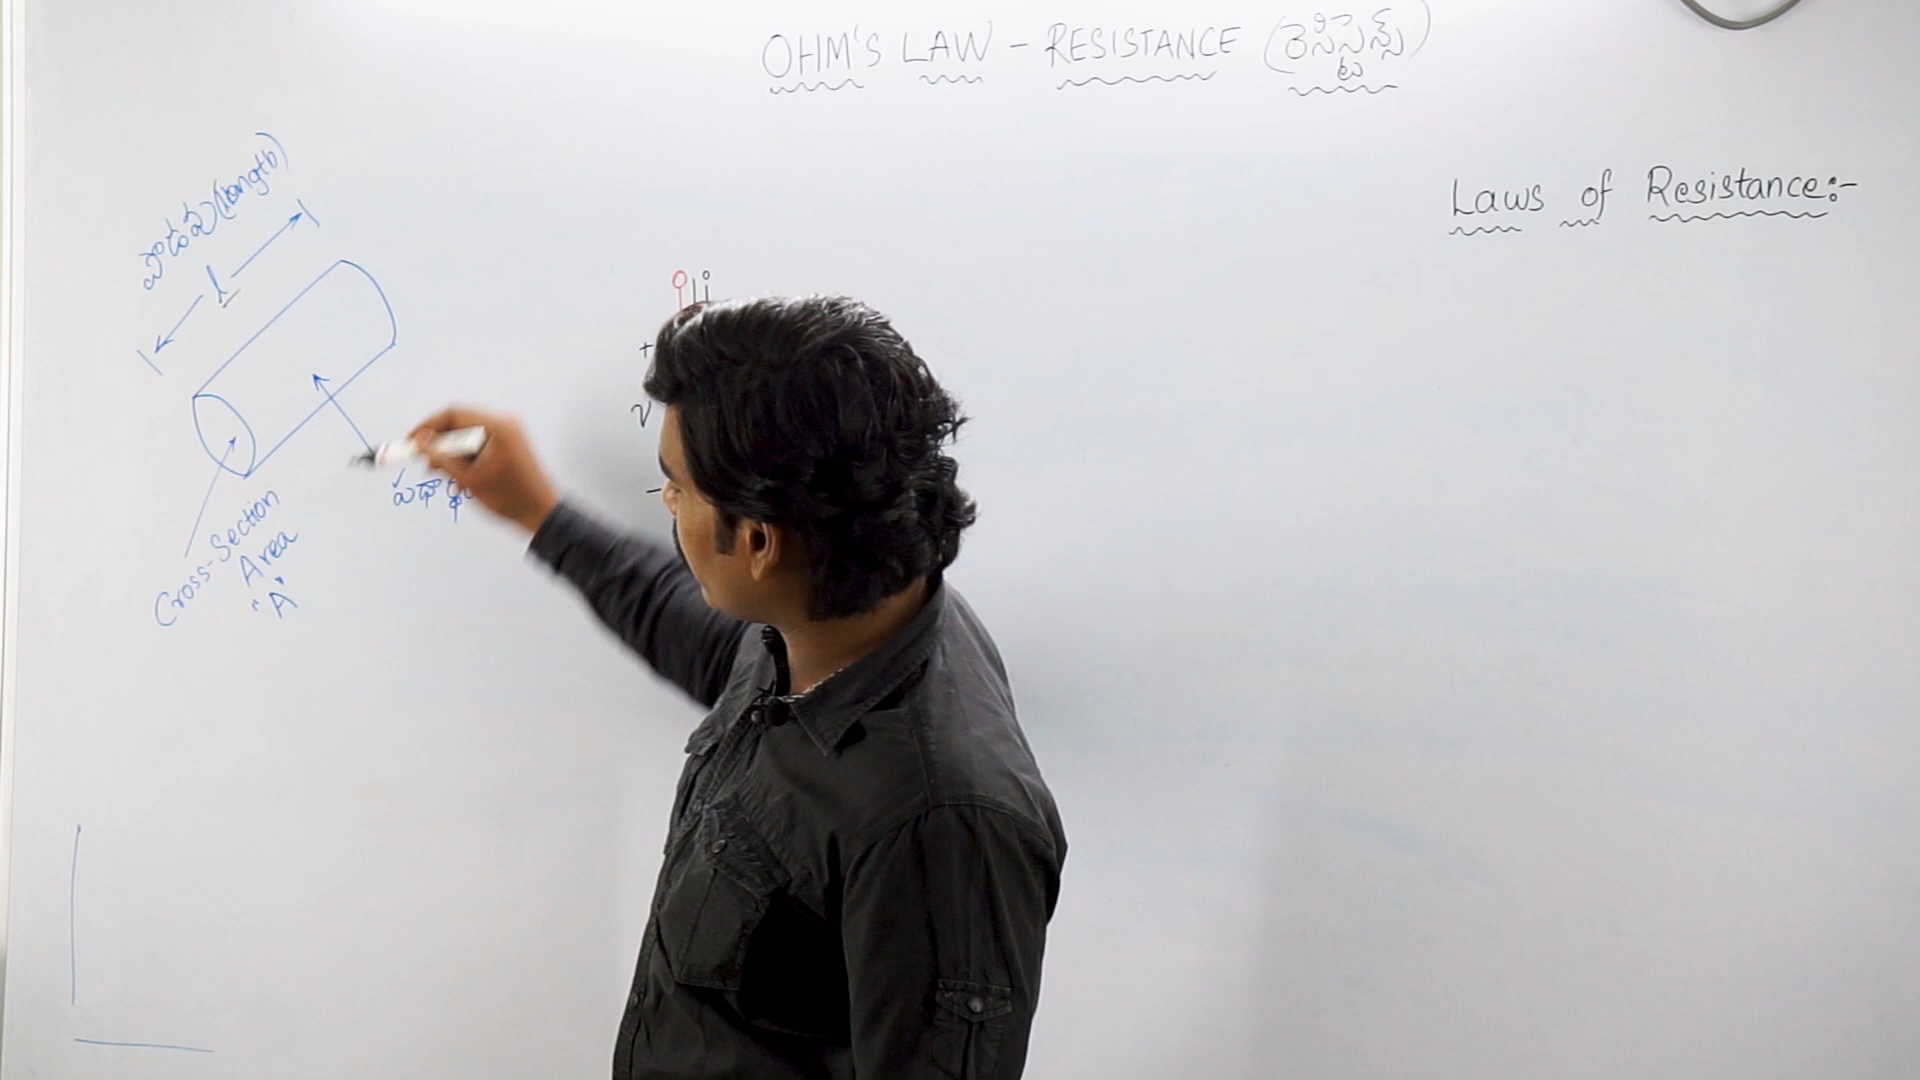 OHM'S LAW - RESISTANCE (రెసిస్టెన్స్)
Laws of Resistance:-
(Length)
l
i
+
v
-
Cross-Section
Area
"A"